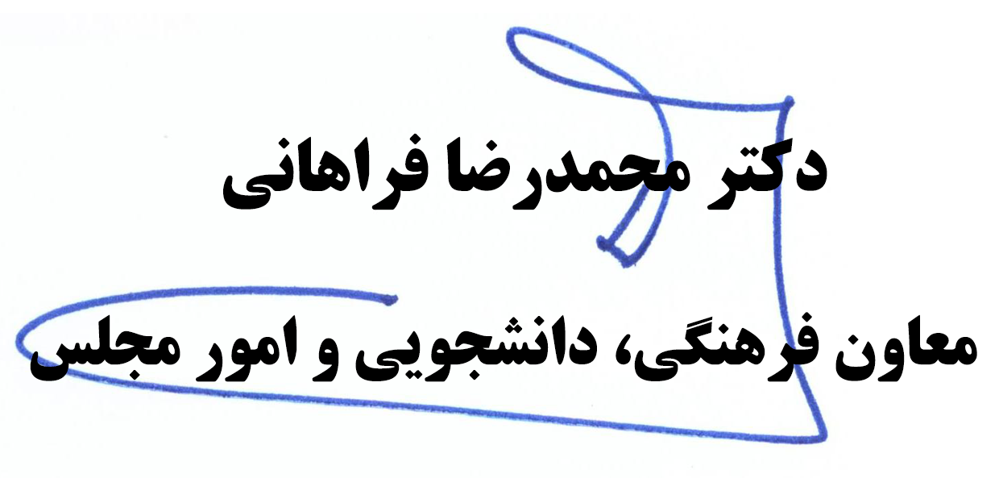 دکتر محمدرضا فراهانی
معاون فرهنگی، دانشجویی و امور مجلس